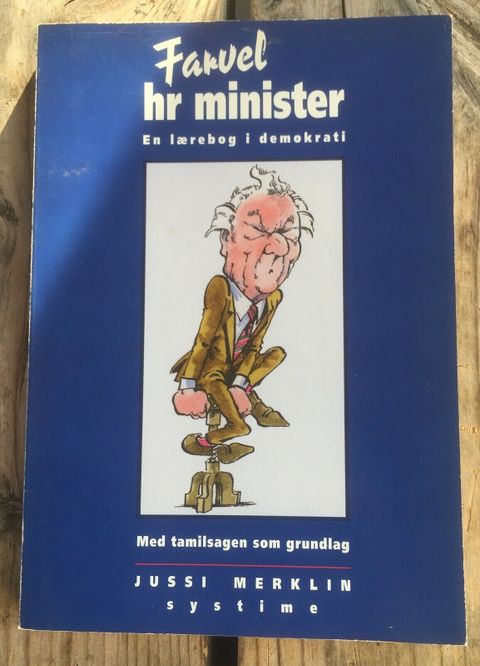 Farvel
hr minister
En lærebog i demokrati
Med tamilsagen som grundlag
JUSSI MERKLIN
systime